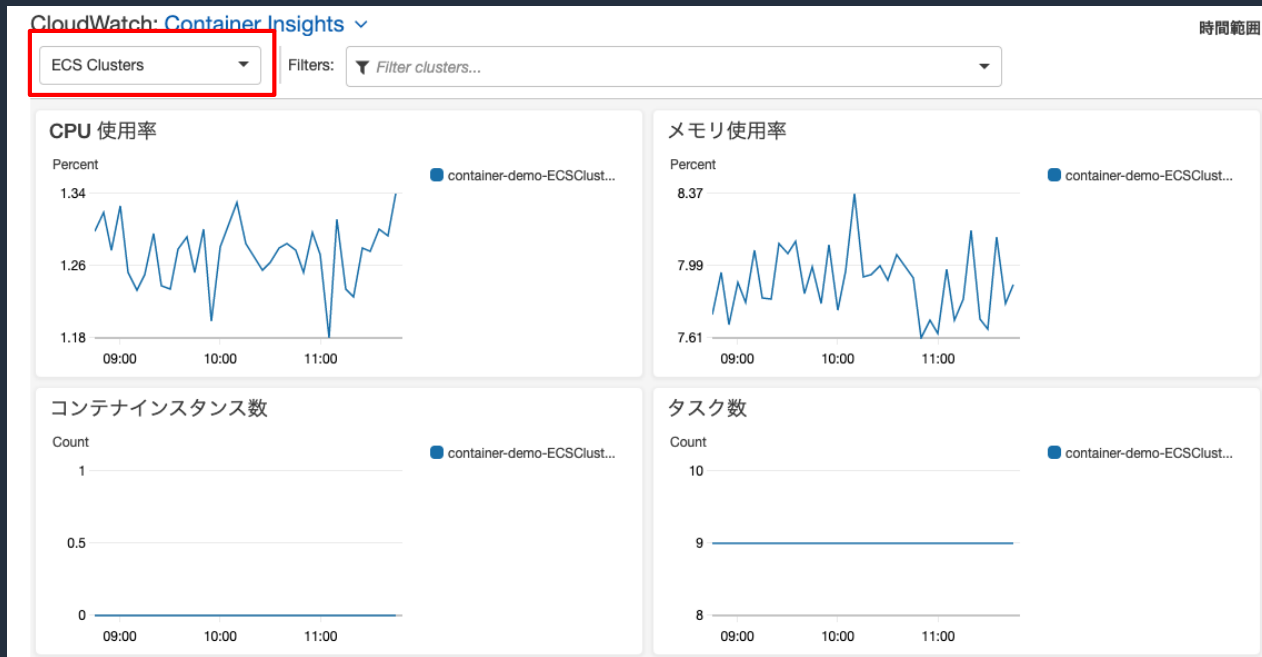 CloudWatch: Container Insights
時間範囲
ECS Clusters
Filters:
Filter clusters...
CPU 使用率
Percent
container-demo-ECSClust...
1.34
1.26
1.18
09:00 10:00 11:00
メモリ使用率
Percent
container-demo-ECSClust...
8.37
7.99
7.61
09:00 10:00 11:00
コンテナインスタンス数
Count
container-demo-ECSClust...
1
0.5
0
09:00 10:00 11:00
タスク数
Count
container-demo-ECSClust...
10
9
8
09:00 10:00 11:00